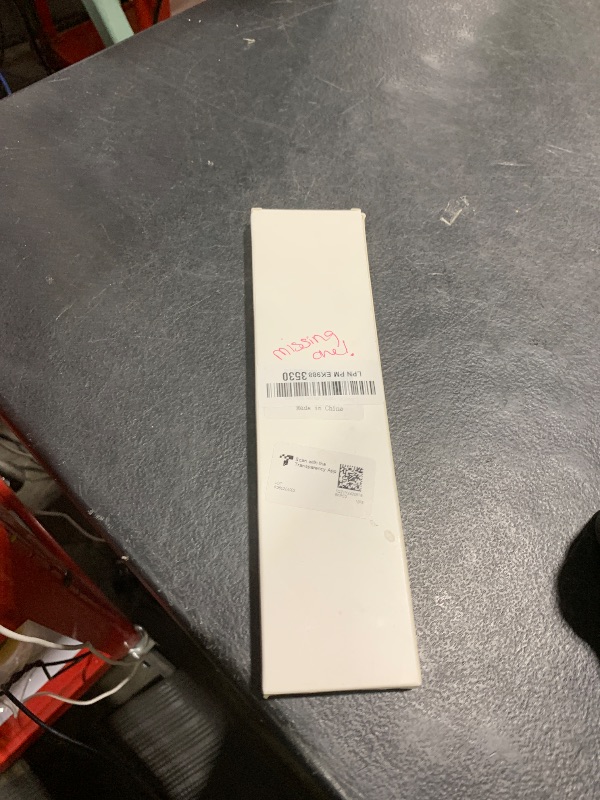 missing
one!
LPN PM EK988 3530
Made in China
Scan with the
Transparency App